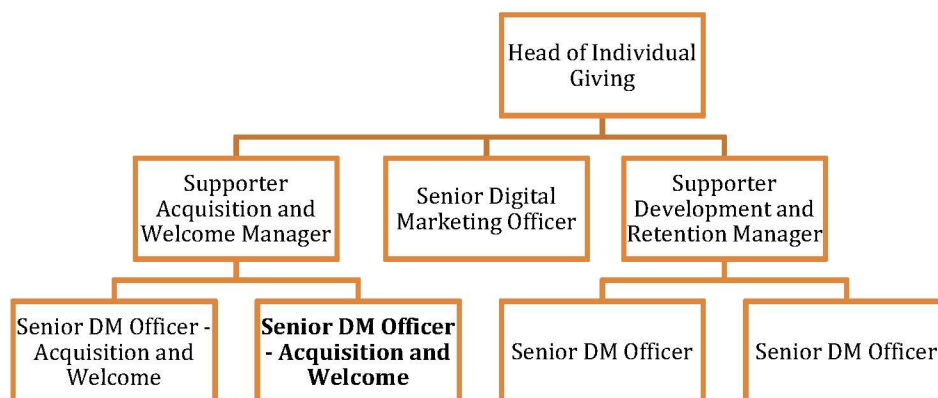 Head of Individual
Giving
Supporter
Acquisition and
Welcome Manager
Senior Digital
Marketing Officer
Supporter
Development and
Retention Manager
Senior DM Officer -
Acquisition and
Welcome
Senior DM Officer
- Acquisition and
Welcome
Senior DM Officer
Senior DM Officer